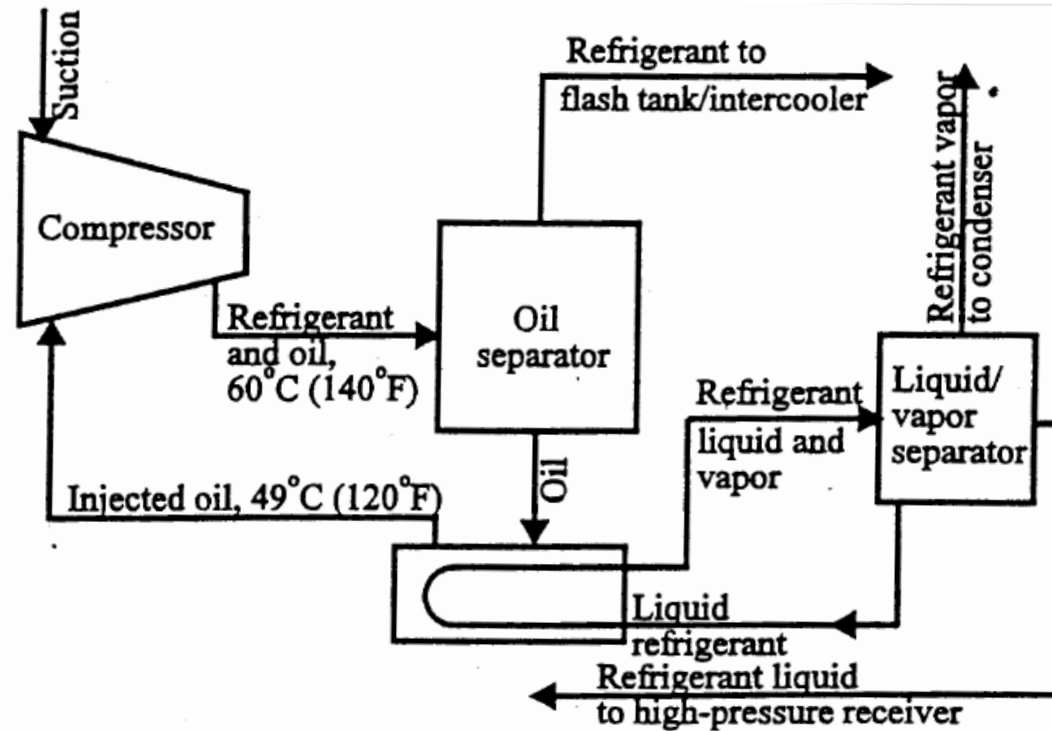 Suction
Refrigerant to
flash tank/intercooler
Refrigerant vapor
to condenser
Compressor
Refrigerant
and oil,
60°C (140°F)
Oil
separator
Refrigerant
liquid and
vapor
Liquid/
vapor
separator
Oil
Injected oil, 49°C (120°F)
Liquid
refrigerant
Refrigerant liquid
to high-pressure receiver